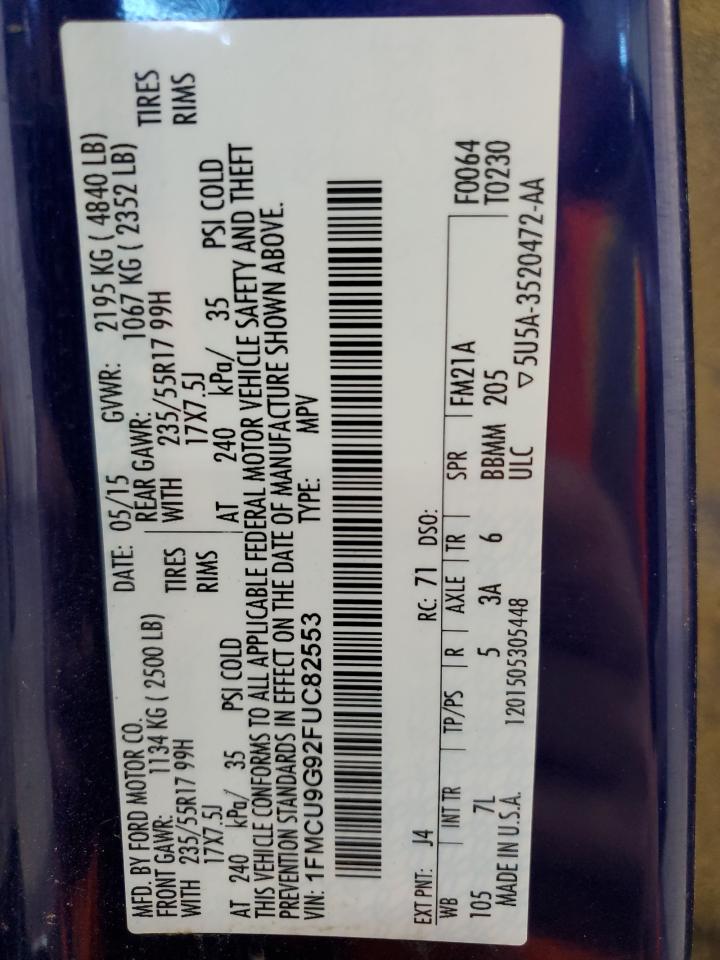 MFD. BY FORD MOTOR CO.
DATE: 05/15 GVWR: 2195 KG ( 4840 LB)
FRONT GAWR: 1134 KG ( 2500 LB)
REAR GAWR: 1067 KG ( 2352 LB)
WITH 235/55R17 99H TIRES
WITH 235/55R17 99H TIRES
17X7.5J RIMS
17X7.5J RIMS
AT 240 kPa/ 35 PSI COLD
AT 240 kPa/ 35 PSI COLD
THIS VEHICLE CONFORMS TO ALL APPLICABLE FEDERAL MOTOR VEHICLE SAFETY AND THEFT
PREVENTION STANDARDS IN EFFECT ON THE DATE OF MANUFACTURE SHOWN ABOVE.
VIN: 1FMCU9G92FUC82553 TYPE: MPV
EXT PNT: J4 RC: 71 DSO:
WB INT TR TP/PS R AXLE TR SPR FM21A F0064
105 7L 5 3A 6 BBMM 205 T0230
MADE IN U.S.A. 1201505305448 ULC ▽5U5A-3520472-AA